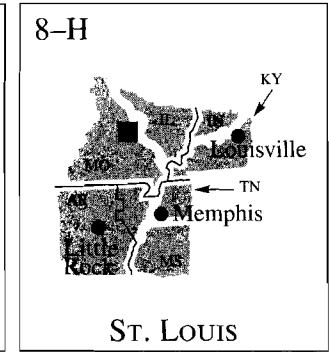 8–H
KY
IL
IN
Louisville
MO
TN
AR
Memphis
Little
Rock
MS
ST. LOUIS